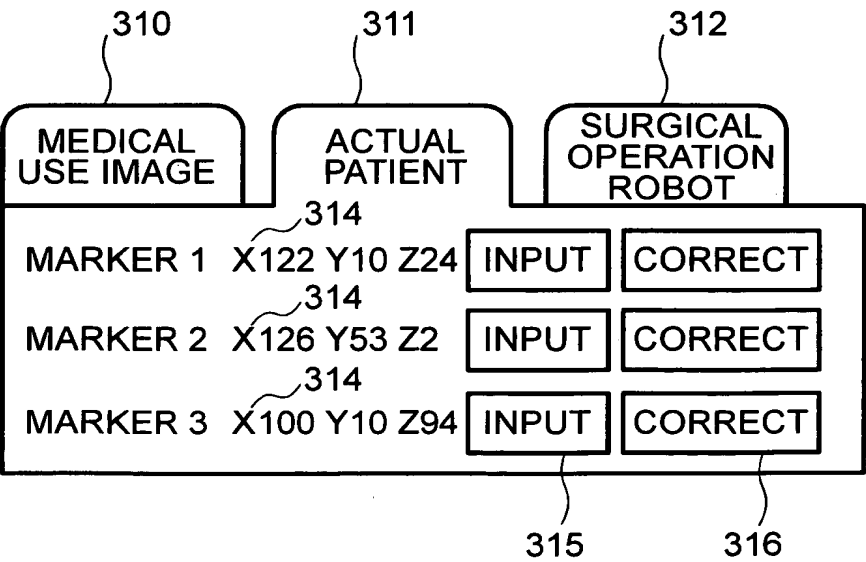 310 311 312
MEDICAL
USE IMAGE
ACTUAL
PATIENT
SURGICAL
OPERATION
ROBOT
314
MARKER 1 X122 Y10 Z24 INPUT CORRECT
314
MARKER 2 X126 Y53 Z2 INPUT CORRECT
314
MARKER 3 X100 Y10 Z94 INPUT CORRECT
315 316